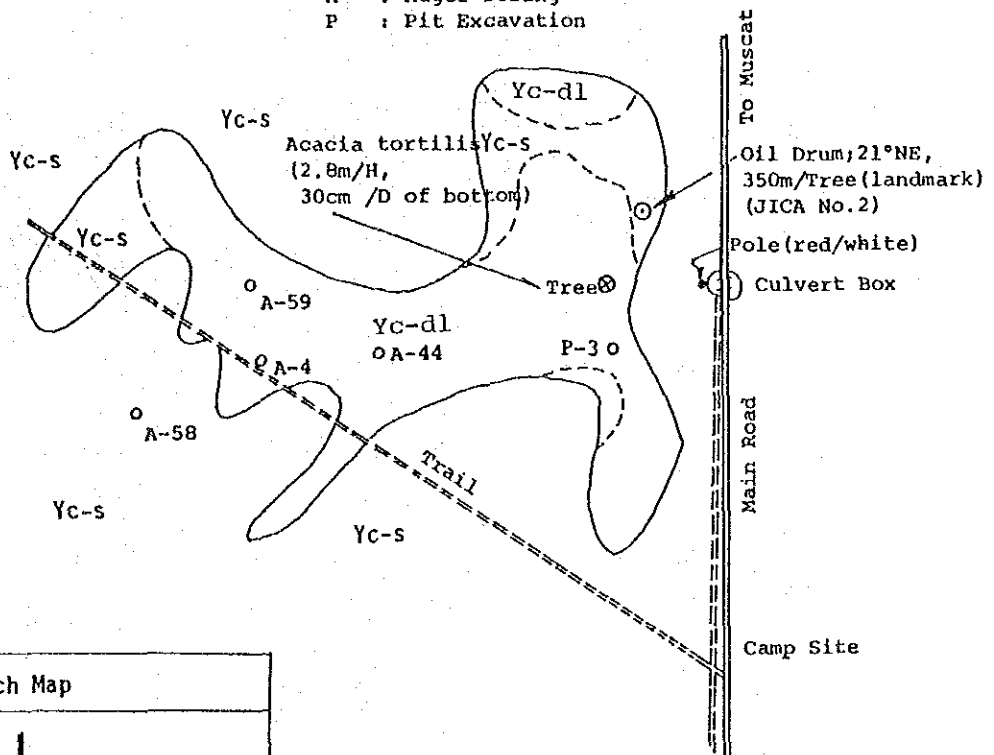 P : Pit Excavation
To Muscat
Yc-dl
Yc-s
Acacia tortilis
(2.8m/H,
30cm /D of bottom)
Yc-s
Yc-s
Oil Drum;21°NE,
350m/Tree(landmark)
(JICA No.2)
Yc-s
Pole(red/white)
Culvert Box
Tree
A-59
Yc-dl
A-44
P-3
A-4
A-58
Main Road
Trail
Yc-s
Yc-s
Camp Site
ch Map